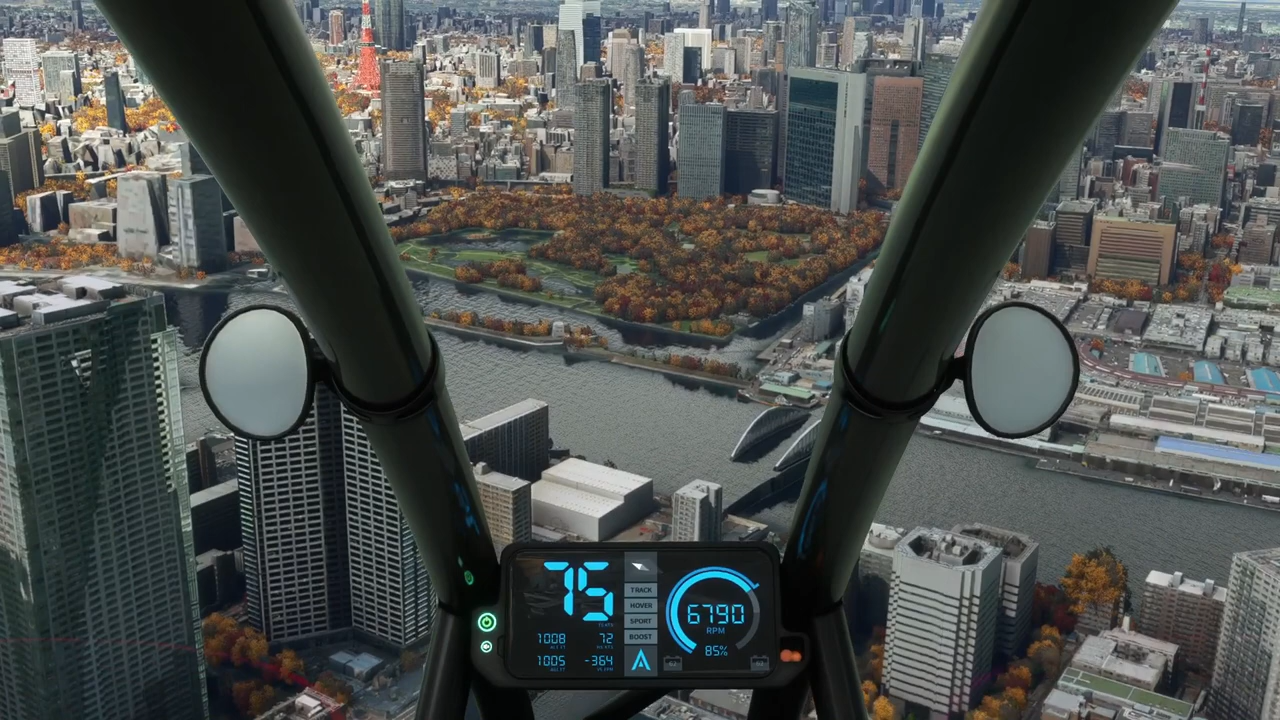 75
TRACK
HOVER
SPORT
BOOST
1008
72
1005
-364
6790
RPM
85%